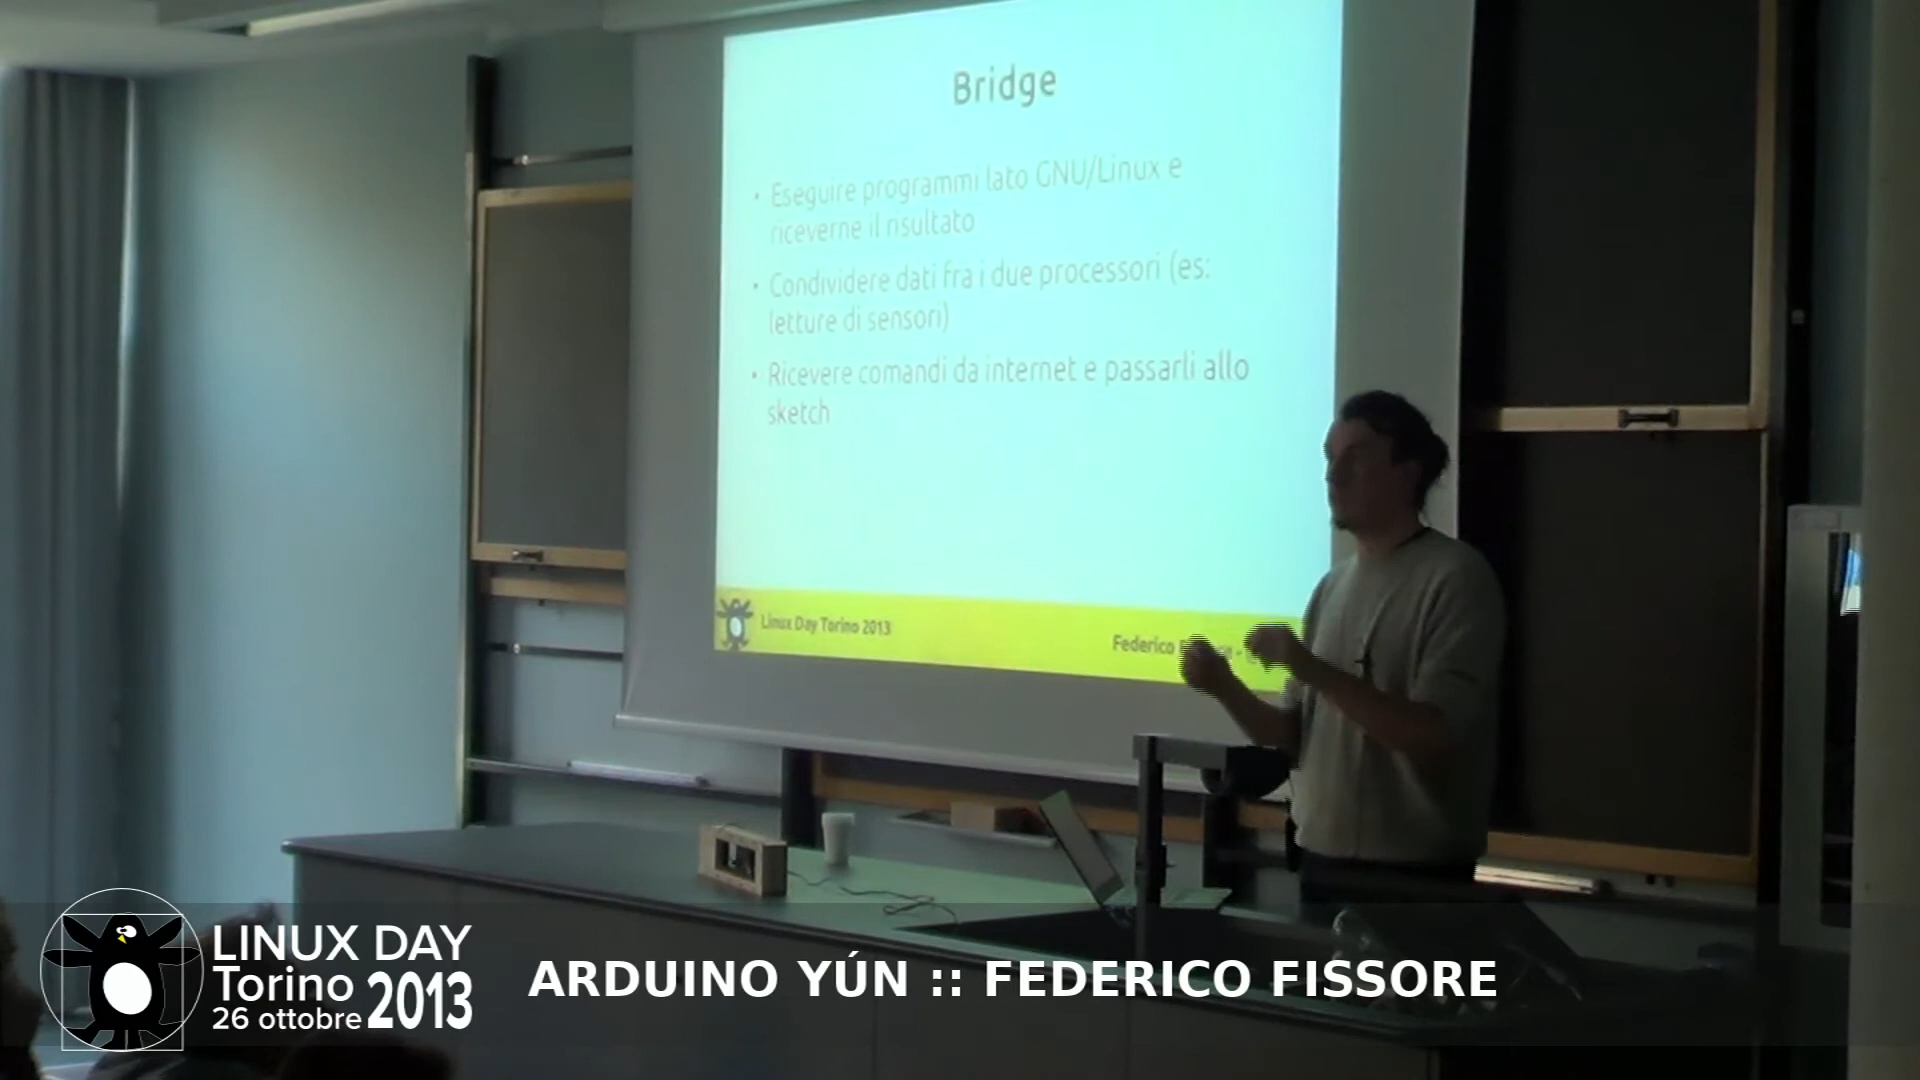 Bridge
• Eseguire programmi lato GNU/Linux e
riceverne il risultato
• Condividere dati fra i due processori (es:
letture di sensori)
• Ricevere comandi da internet e passarli allo
sketch
Linux Day Torino 2013
Federico
LINUX DAY
Torino
26 ottobre 2013
ARDUINO YÚN :: FEDERICO FISSORE